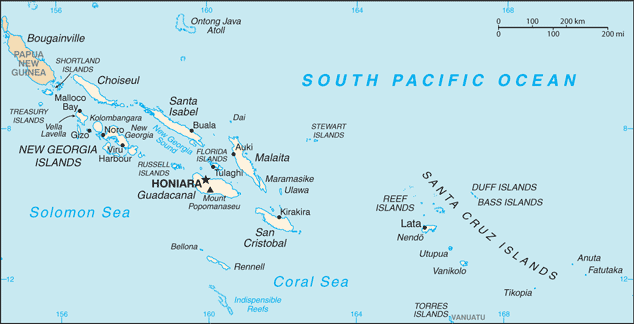 160
164
168
Ontong Java
Atoll
0 100 200 km
0 100 200 mi
Bougainville
PAPUA
NEW
GUINEA
SHORTLAND
ISLANDS
Choiseul
SOUTH PACIFIC OCEAN
Malloco
Bay
TREASURY
ISLANDS
Kolombangara
Santa
Isabel
Vella
Lavella
Gizo
Noto
New
Georgia
New Georgia
Sound
Buala
Dai
STEWART
ISLANDS
8
8
Viru
Harbour
NEW GEORGIA
ISLANDS
RUSSELL
ISLANDS
FLORIDA
ISLANDS
Auki
Malaita
Tulaghi
HONIARA
Guadacanal
Mount
Popomanaseu
Maramasike
Ulawa
Solomon Sea
Kirakira
San
Cristobal
SANTA CRUZ ISLANDS
DUFF ISLANDS
BASS ISLANDS
REEF
ISLANDS
Lata
Nendö
Utupua
Vanikolo
Bellona
Rennell
Coral Sea
Anuta
Fatutaka
Tikopia
12
12
Indispensible
Reefs
TORRES
ISLANDS
VANUATU
156
160
164
168